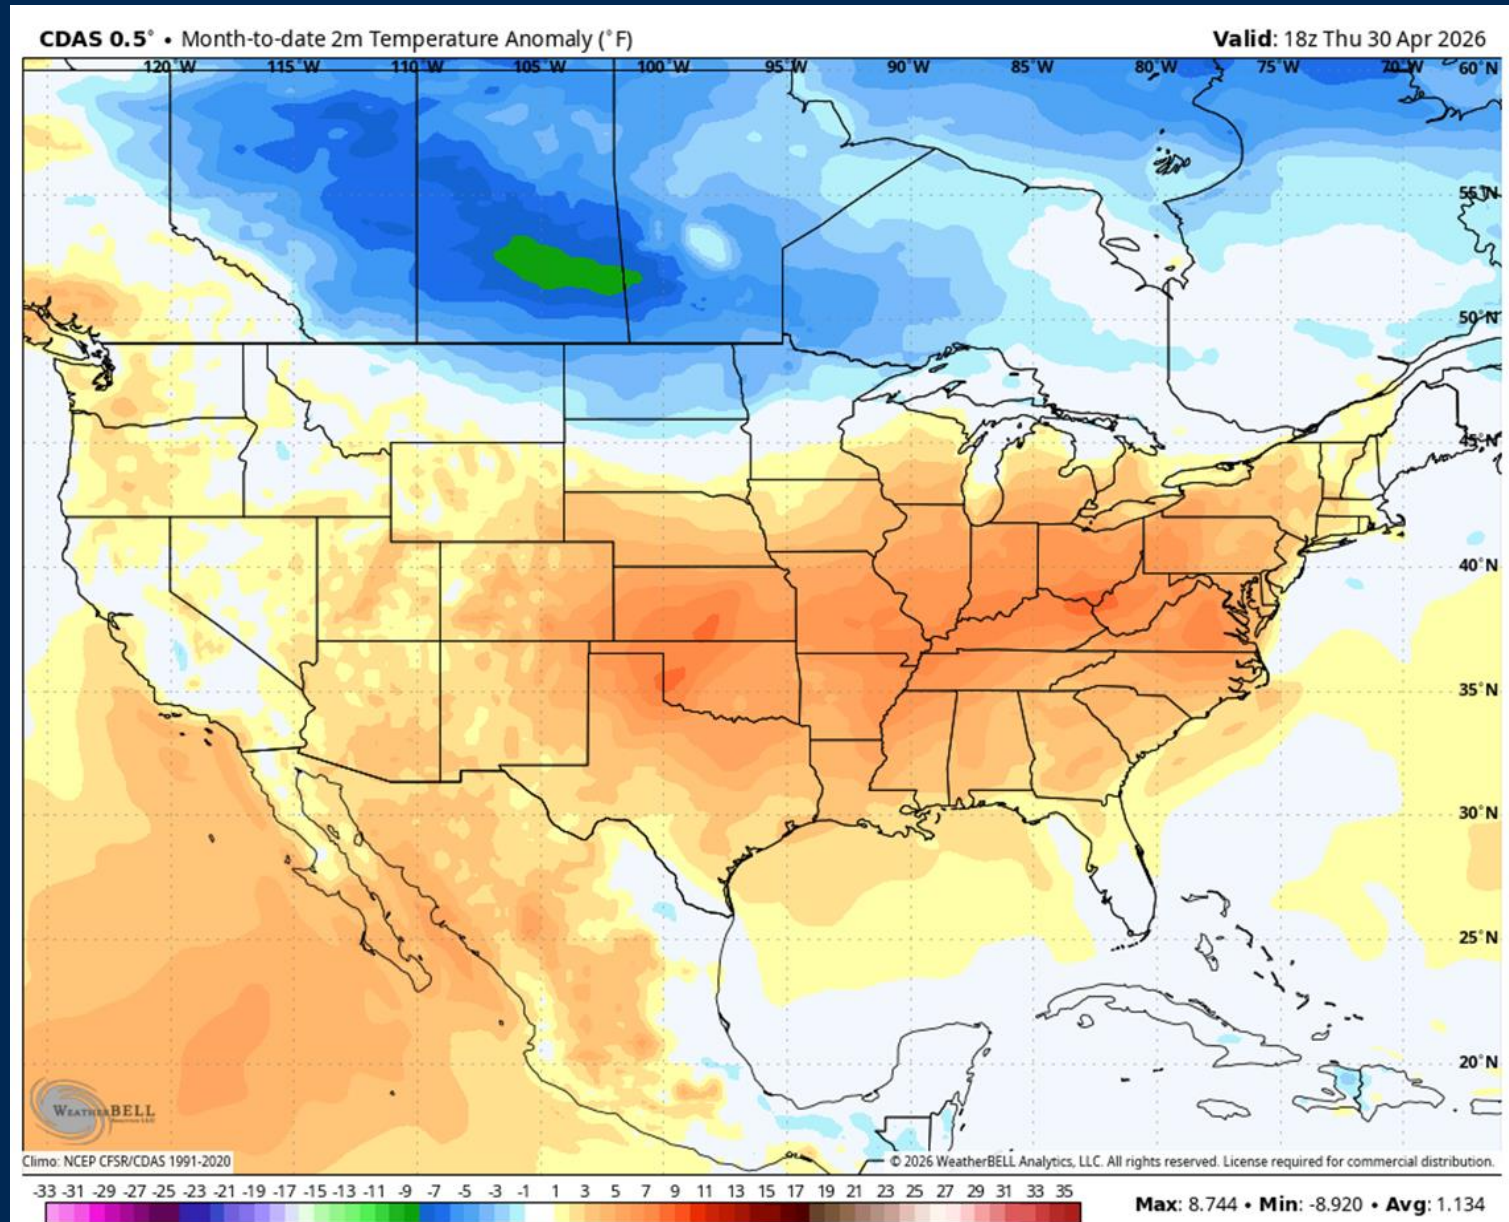 CDAS 0.5° • Month-to-date 2m Temperature Anomaly (°F)
Valid: 18z Thu 30 Apr 2026
120°W 115°W 110°W 105°W 100°W 95°W 90°W 85°W 80°W 75°W 70°W 60°N
55°N
50°N
45°N
40°N
35°N
30°N
25°N
20°N
WEATHERBELL
Analytics LLC
Climo: NCEP CFSR/CDAS 1991-2020
© 2026 WeatherBELL Analytics, LLC. All rights reserved. License required for commercial distribution.
-33 -31 -29 -27 -25 -23 -21 -19 -17 -15 -13 -11 -9 -7 -5 -3 -1 1 3 5 7 9 11 13 15 17 19 21 23 25 27 29 31 33 35
Max: 8.744 • Min: -8.920 • Avg: 1.134